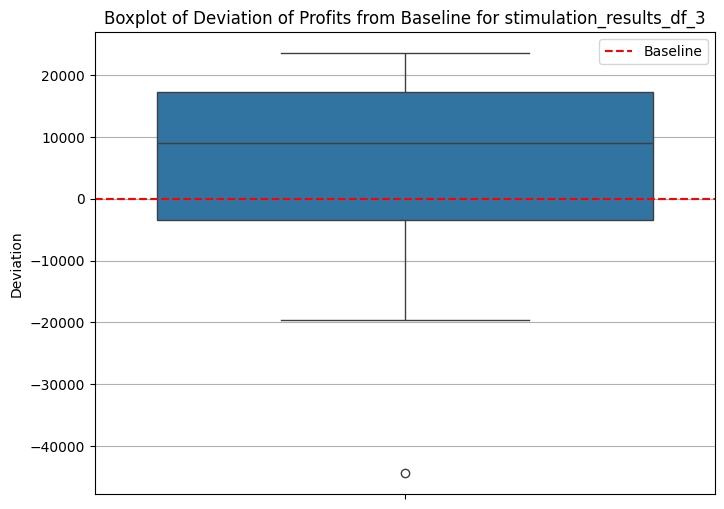 Boxplot of Deviation of Profits from Baseline for stimulation_results_df_3
Baseline
20000
10000
0
−10000
−20000
−30000
−40000
Deviation